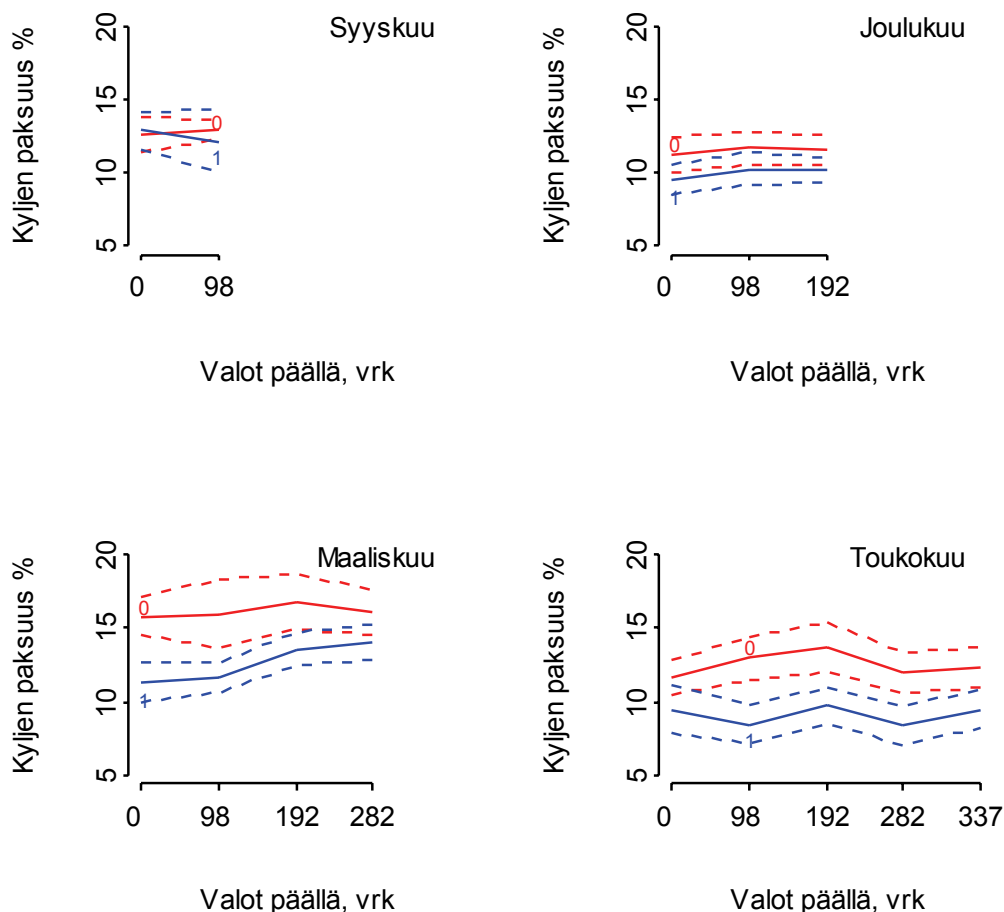 Syyskuu
Kyljen paksuus %
20
15
10
5
0
1
0 98
Valot päällä, vrk
Joulukuu
Kyljen paksuus %
20
15
10
5
0
1
0 98 192
Valot päällä, vrk
Maaliskuu
Kyljen paksuus %
20
15
10
5
0
1
0 98 192 282
Valot päällä, vrk
Toukokuu
Kyljen paksuus %
20
15
10
5
0
1
0 98 192 282 337
Valot päällä, vrk